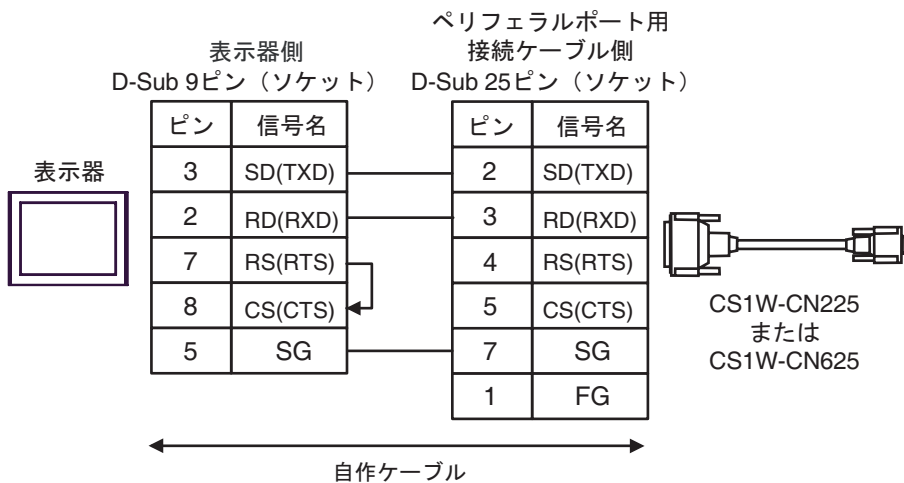 ペリフェラルポート用
接続ケーブル側
D-Sub 25ピン（ソケット）
表示器側
D-Sub 9ピン（ソケット）
表示器
ピン 信号名
3 SD(TXD)
2 RD(RXD)
7 RS(RTS)
8 CS(CTS)
5 SG
ピン 信号名
2 SD(TXD)
3 RD(RXD)
4 RS(RTS)
5 CS(CTS)
7 SG
1 FG
CS1W-CN225
または
CS1W-CN625
自作ケーブル